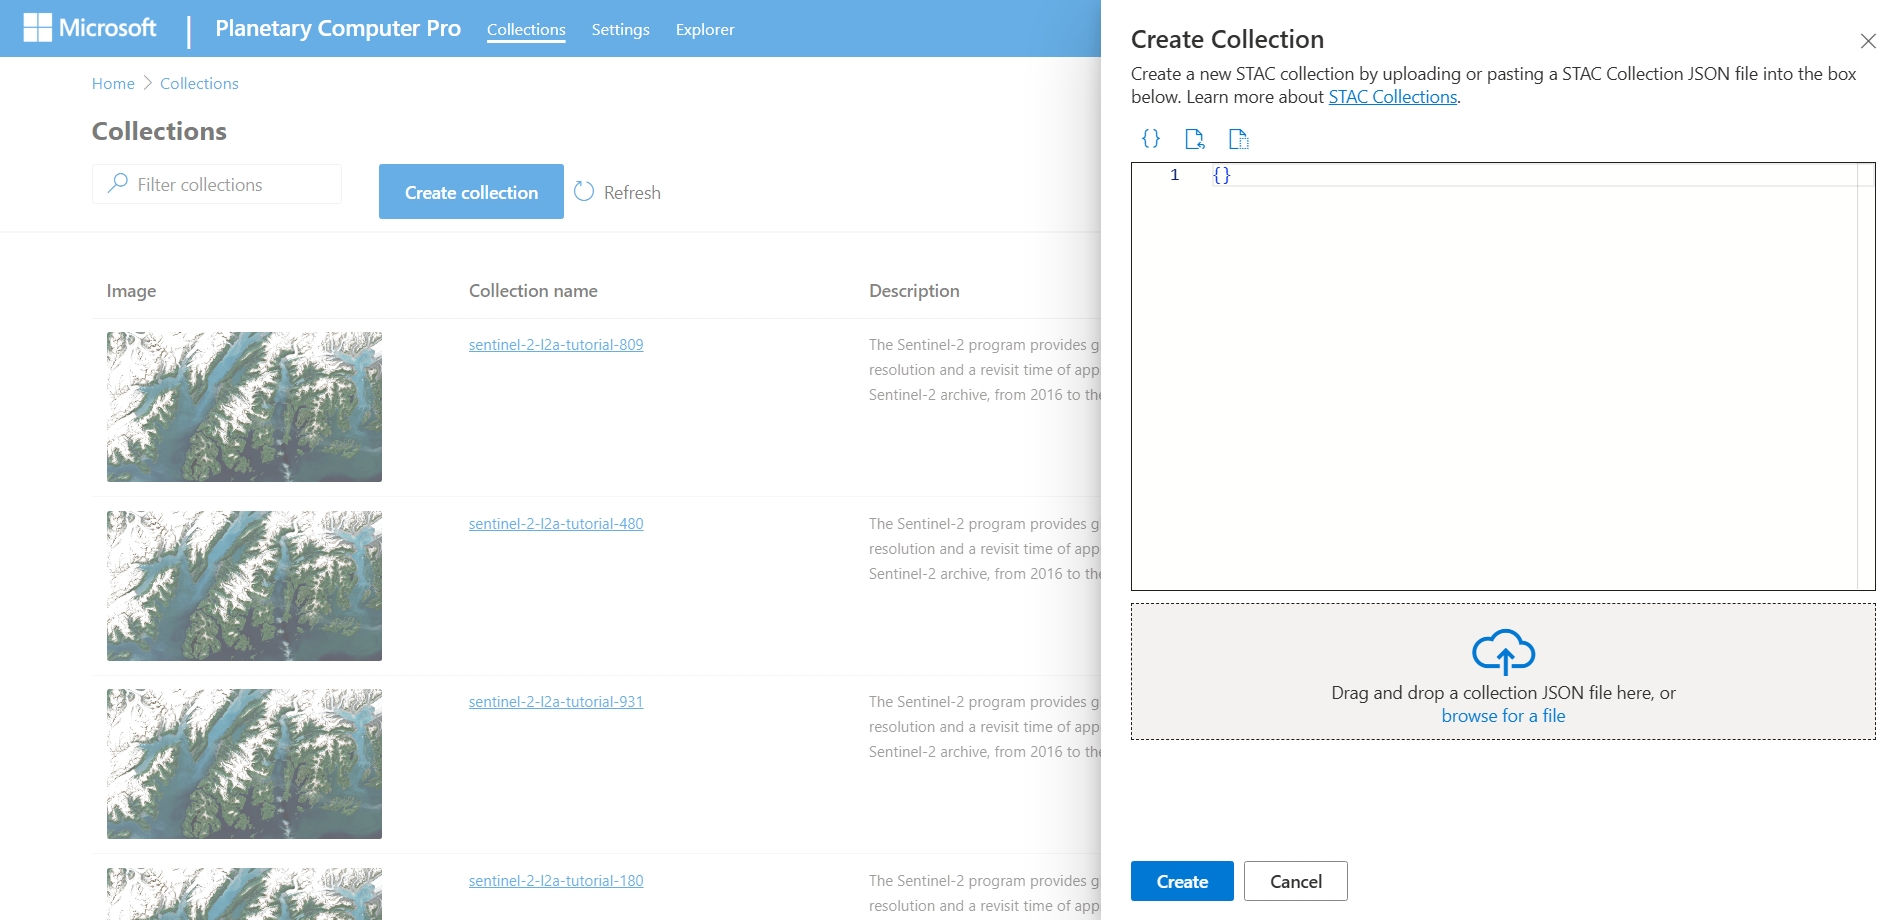 Microsoft | Planetary Computer Pro Collections Settings Explorer
Home > Collections
Collections
Filter collections
Create collection
Refresh
Image Collection name Description
sentinel-2-l2a-tutorial-809
The Sentinel-2 program provides g
resolution and a revisit time of app
Sentinel-2 archive, from 2016 to the
sentinel-2-l2a-tutorial-480
The Sentinel-2 program provides g
resolution and a revisit time of app
Sentinel-2 archive, from 2016 to the
sentinel-2-l2a-tutorial-931
The Sentinel-2 program provides g
resolution and a revisit time of app
Sentinel-2 archive, from 2016 to the
sentinel-2-l2a-tutorial-180
The Sentinel-2 program provides g
resolution and a revisit time of app
Create Collection
Create a new STAC collection by uploading or pasting a STAC Collection JSON file into the box
below. Learn more about STAC Collections.
{}
1 {}
Drag and drop a collection JSON file here, or
browse for a file
Create
Cancel